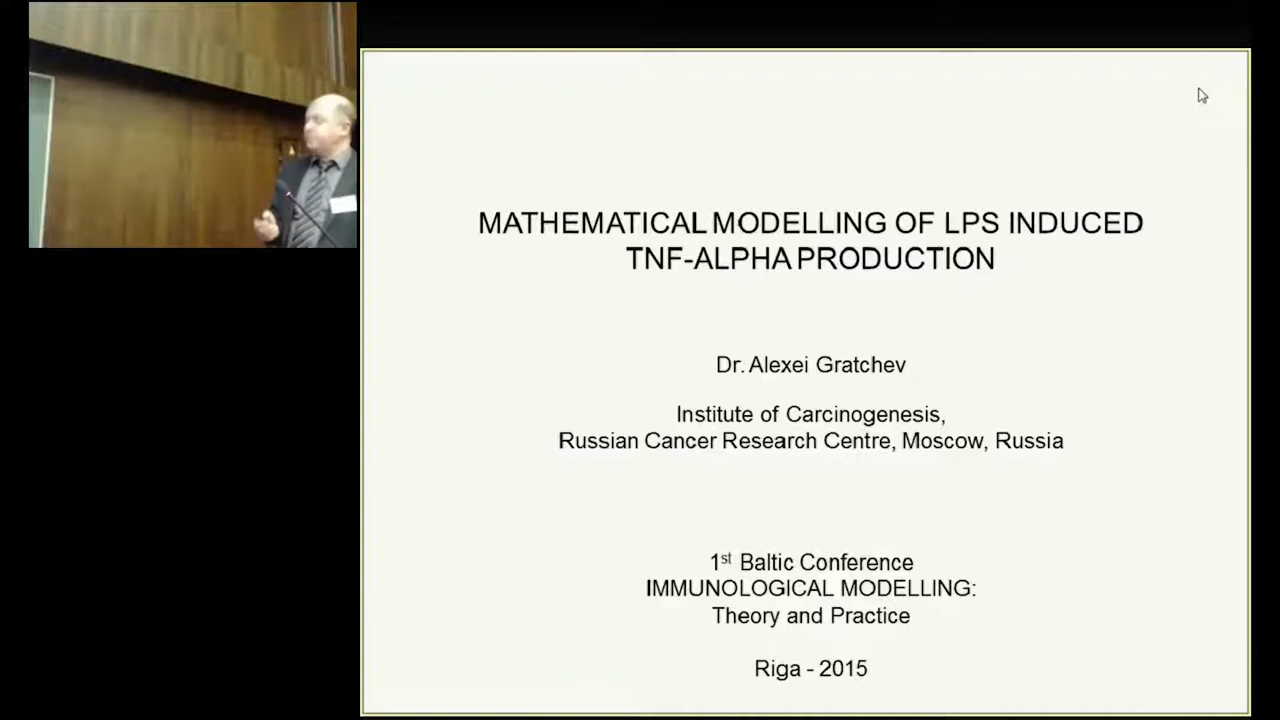 MATHEMATICAL MODELLING OF LPS INDUCED
TNF-ALPHA PRODUCTION
Dr. Alexei Gratchev
Institute of Carcinogenesis,
Russian Cancer Research Centre, Moscow, Russia
1st Baltic Conference
IMMUNOLOGICAL MODELLING:
Theory and Practice
Riga - 2015